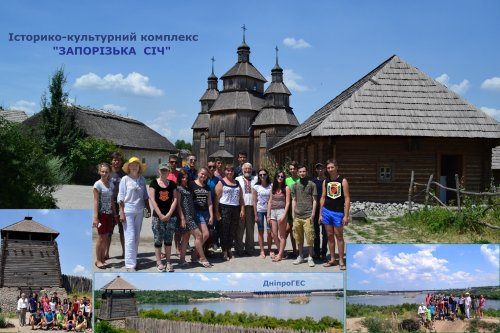 Історико-культурний комплекс
"ЗАПОРІЗЬКА СІЧ"
ДніпроГЕС